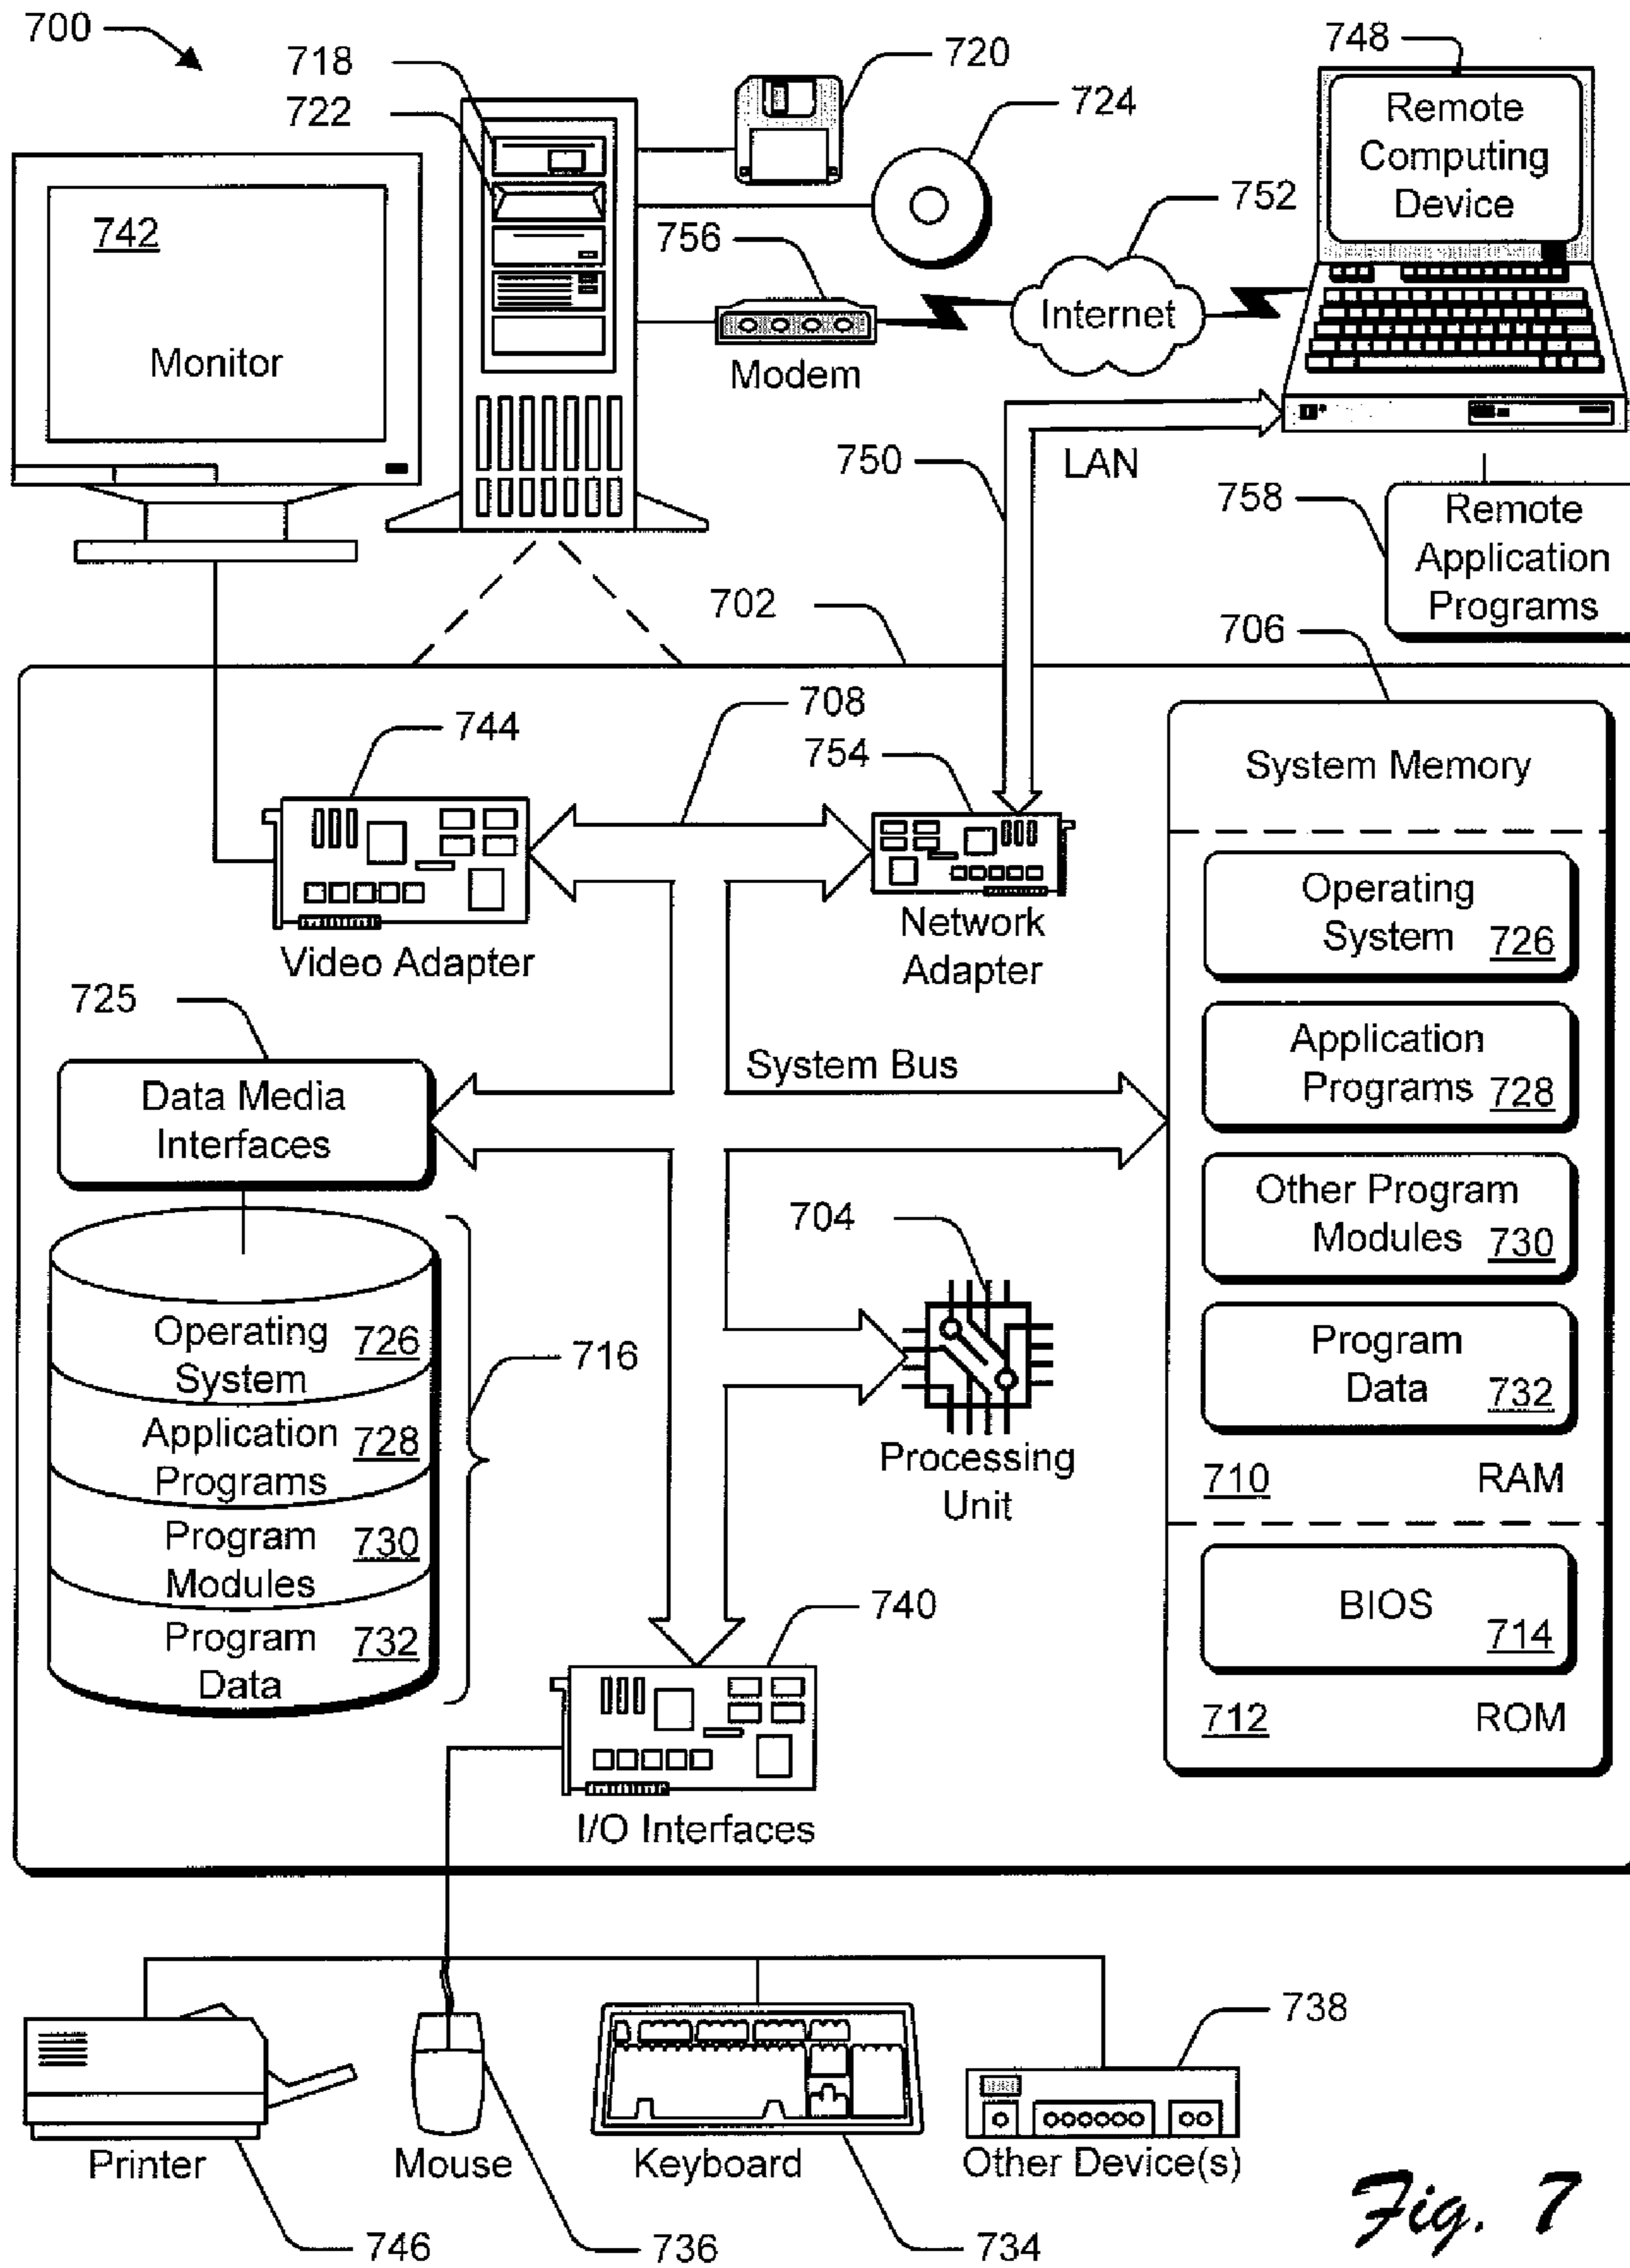 700
718
720
748
722
724
Remote
Computing
Device
742
756
752
Internet
Monitor
Modem
750
LAN
758
Remote
Application
Programs
702
706
708
744
754
System Memory
Operating
System 726
Network
Adapter
Video Adapter
725
Application
Programs 728
System Bus
Data Media
Interfaces
Other Program
Modules 730
704
Operating
System 726
716
Program
Data 732
Application
Programs 728
Processing
Unit
710 RAM
Program
Modules 730
740
BIOS
714
Program
Data 732
712 ROM
I/O Interfaces
738
Printer
Mouse
Keyboard
Other Device(s)
746
736
734
Fig. 7